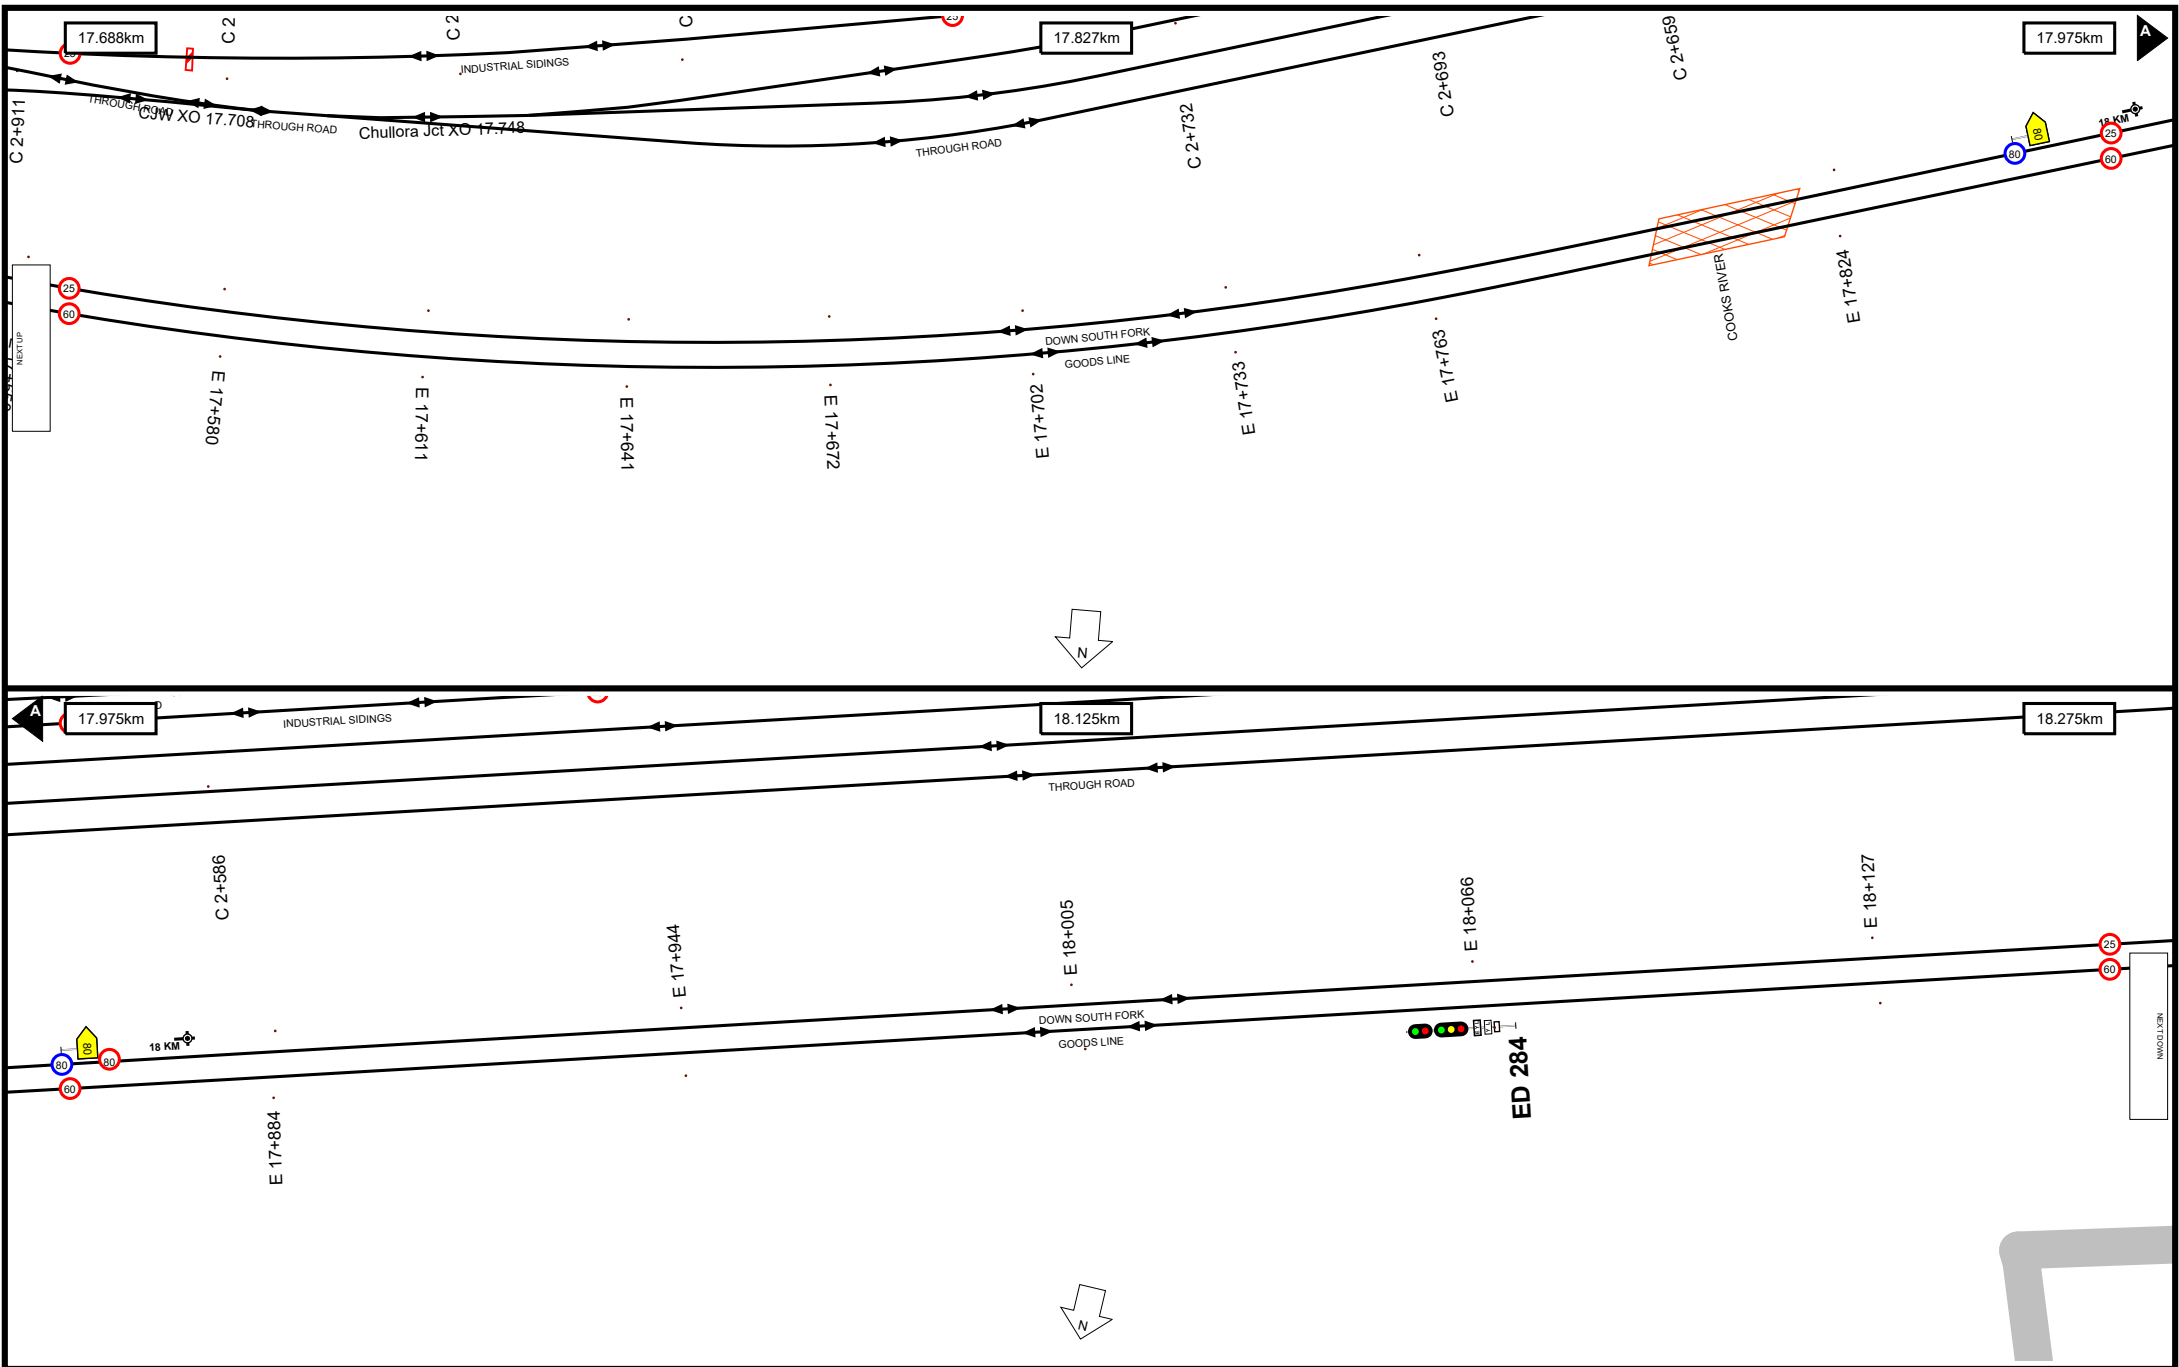 C 2
C 2
C
25
17.688km
17.827km
17.975km
A
INDUSTRIAL SIDINGS
C 2+659
C 2+693
C 2+732
C 2+911
THROUGH ROAD
CJW XO 17.708
THROUGH ROAD
Chullora Jct XO 17.748
THROUGH ROAD
18 KM
80
80
25
60
25
60
NEXT UP
DOWN SOUTH FORK
GOODS LINE
COOKS RIVER
E 17+580
E 17+611
E 17+641
E 17+672
E 17+702
E 17+733
E 17+763
E 17+824
N
A
17.975km
18.125km
18.275km
INDUSTRIAL SIDINGS
THROUGH ROAD
C 2+586
E 17+944
E 18+005
E 18+066
E 18+127
25
60
DOWN SOUTH FORK
GOODS LINE
18 KM
80
80
80
60
ED 284
NEXT DOWN
E 17+884
N